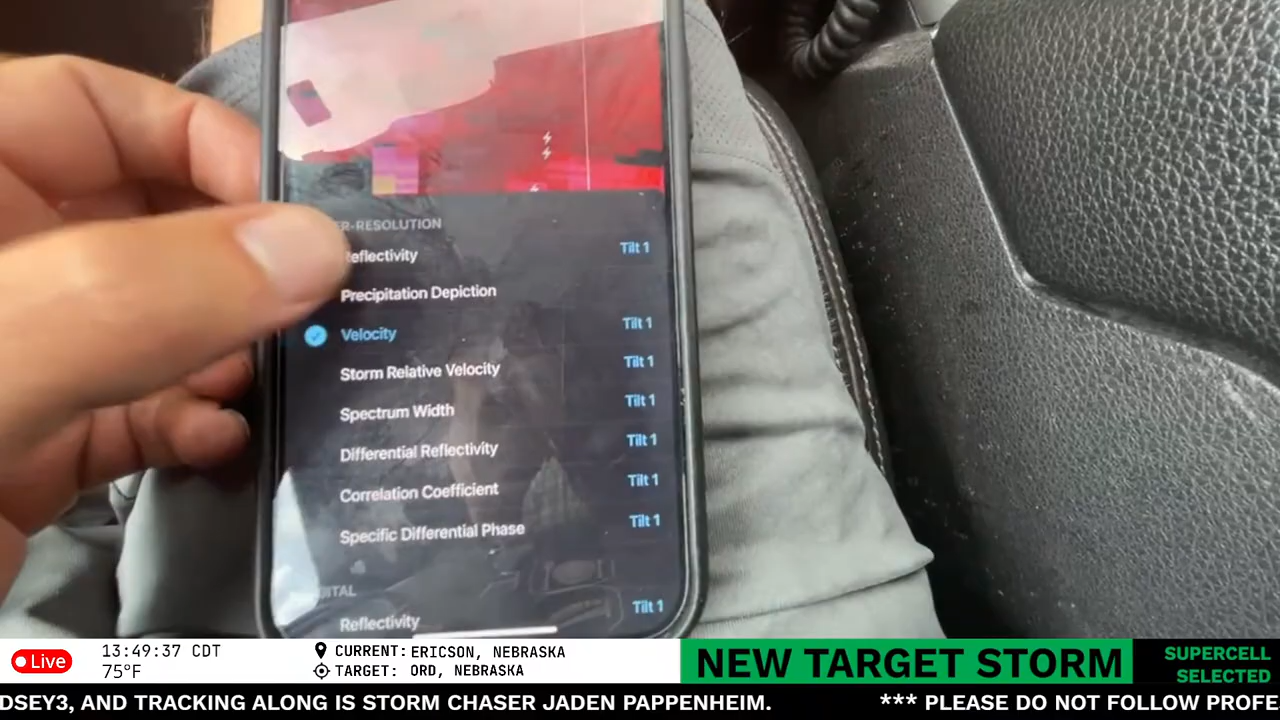 ER-RESOLUTION
Reflectivity Tilt 1
Precipitation Depiction
Velocity Tilt 1
Storm Relative Velocity Tilt 1
Spectrum Width Tilt 1
Differential Reflectivity Tilt 1
Correlation Coefficient Tilt 1
Specific Differential Phase Tilt 1
ITAL
Reflectivity Tilt 1
Live
13:49:37 CDT
75°F
CURRENT: ERICSON, NEBRASKA
TARGET: ORD, NEBRASKA
NEW TARGET STORM
SUPERCELL
SELECTED
DSEY3, AND TRACKING ALONG IS STORM CHASER JADEN PAPPENHEIM. *** PLEASE DO NOT FOLLOW PROFE